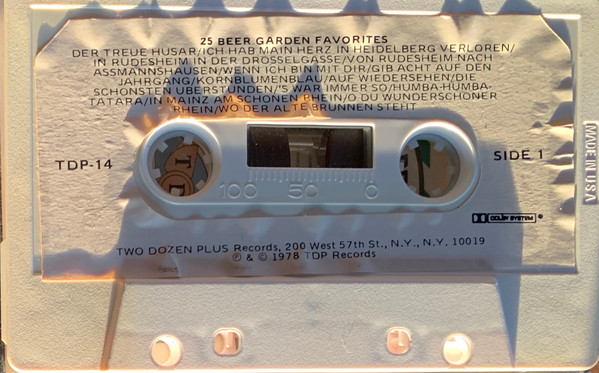 25 BEER GARDEN FAVORITES
DER TREUE HUSAR/ICH HAB MAIN HERZ IN HEIDELBERG VERLOREN/
IN RUDESHEIM IN DER DROSSELGASSE/VON RUDESHEIM NACH
ASSMANNSHAUSEN/WENN ICH BIN MIT DIR/GIB ACHT AUF DEN
JAHRGANG/KORNBLUMENBLAU/AUF WIEDERSEHEN/DIE
SCHONSTEN UBERSTUNDEN/'S WAR IMMER SO/HUMBA-HUMBA-
TATARA/IN MAINZ AM SCHONEN RHEIN/O DU WUNDERSCHONER
RHEIN/WO DER ALTE BRUNNEN STEHT
TDP-14
SIDE 1
100 50 0
MADE IN U.S.A.
DOLBY SYSTEM ®
TWO DOZEN PLUS Records, 200 West 57th St., N.Y., N.Y. 10019
℗ & © 1978 TDP Records